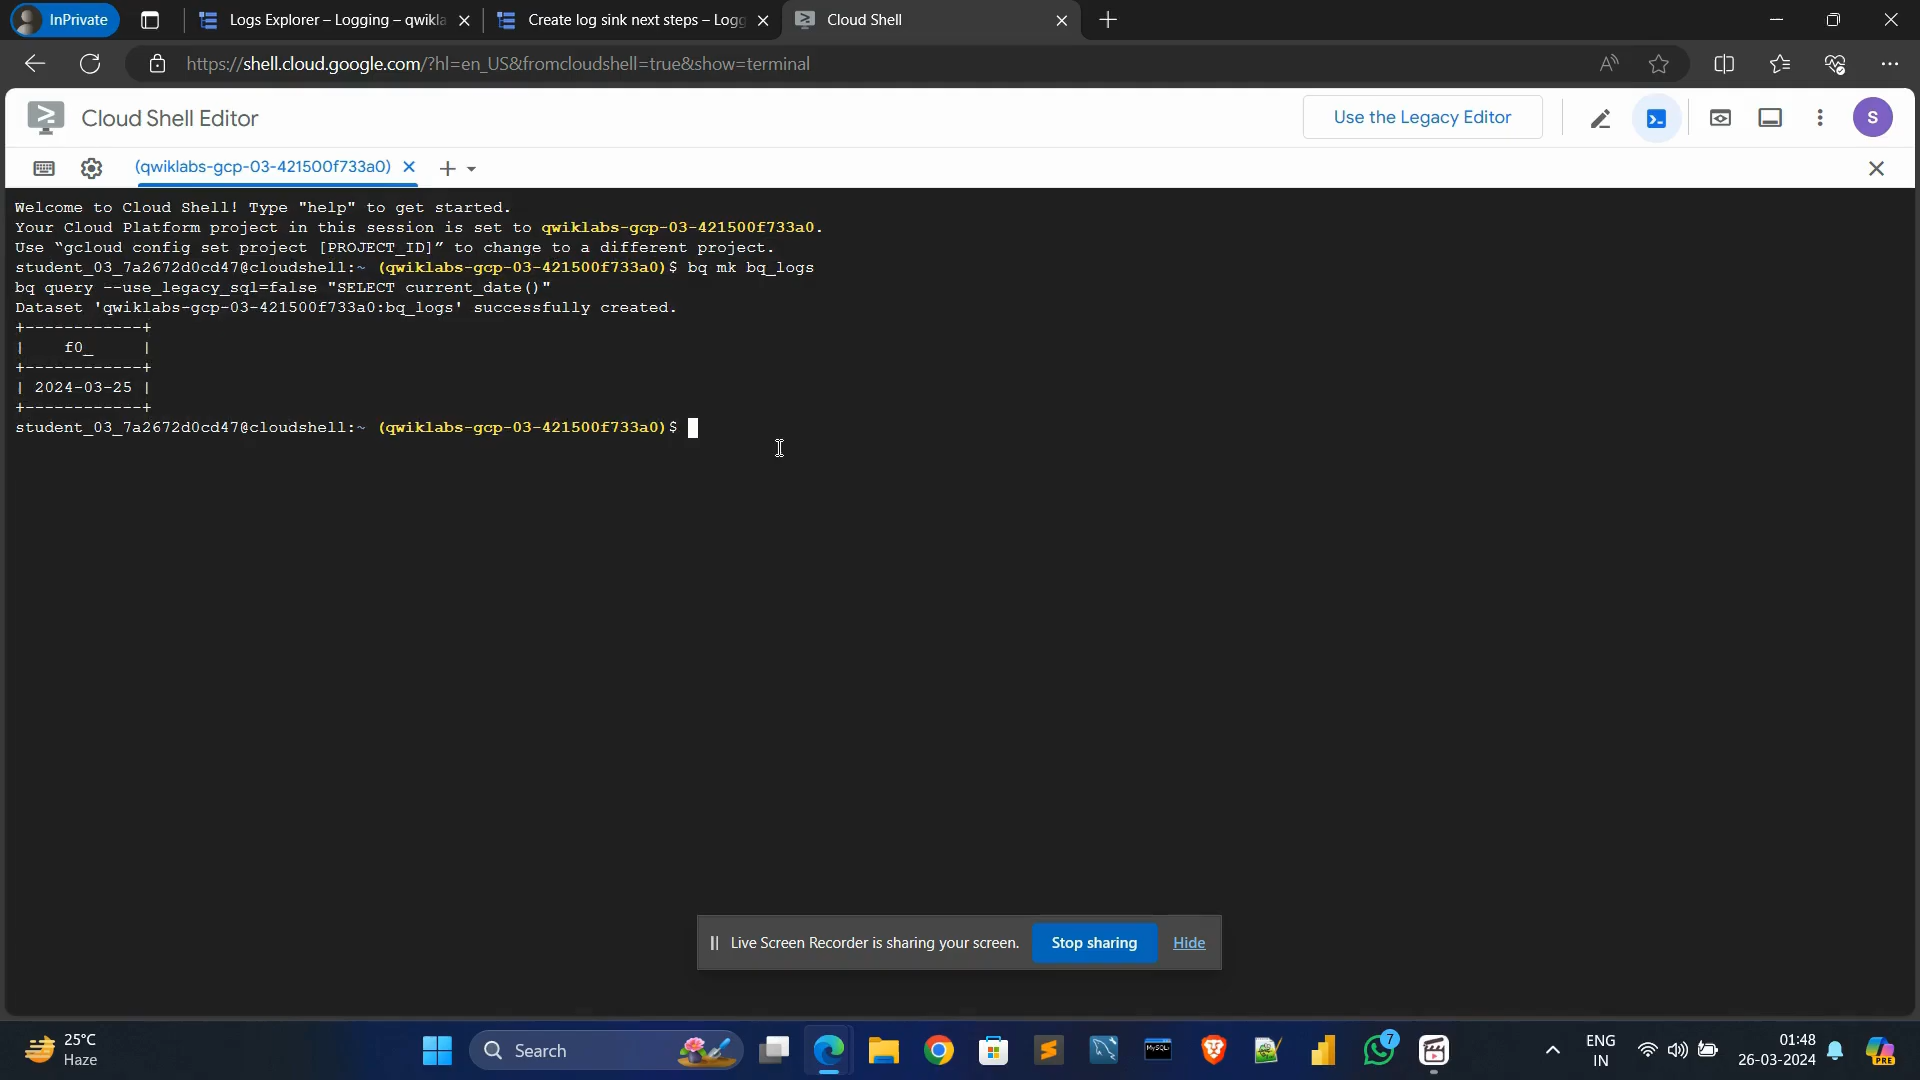 InPrivate
Logs Explorer – Logging – qwikla
Create log sink next steps – Logg
Cloud Shell
https://shell.cloud.google.com/?hl=en_US&fromcloudshell=true&show=terminal
Cloud Shell Editor
Use the Legacy Editor
S
(qwiklabs-gcp-03-421500f733a0)
Welcome to Cloud Shell! Type "help" to get started.
Your Cloud Platform project in this session is set to qwiklabs-gcp-03-421500f733a0.
Use “gcloud config set project [PROJECT_ID]” to change to a different project.
student_03_7a2672d0cd47@cloudshell:~ (qwiklabs-gcp-03-421500f733a0)$ bq mk bq_logs
bq query --use_legacy_sql=false "SELECT current_date()"
Dataset 'qwiklabs-gcp-03-421500f733a0:bq_logs' successfully created.
+------------+
|    f0_     |
+------------+
| 2024-03-25 |
+------------+
student_03_7a2672d0cd47@cloudshell:~ (qwiklabs-gcp-03-421500f733a0)$
Live Screen Recorder is sharing your screen.
Stop sharing
Hide
25°C
Haze
Search
MySQL
7
ENG
IN
01:48
26-03-2024
PRE